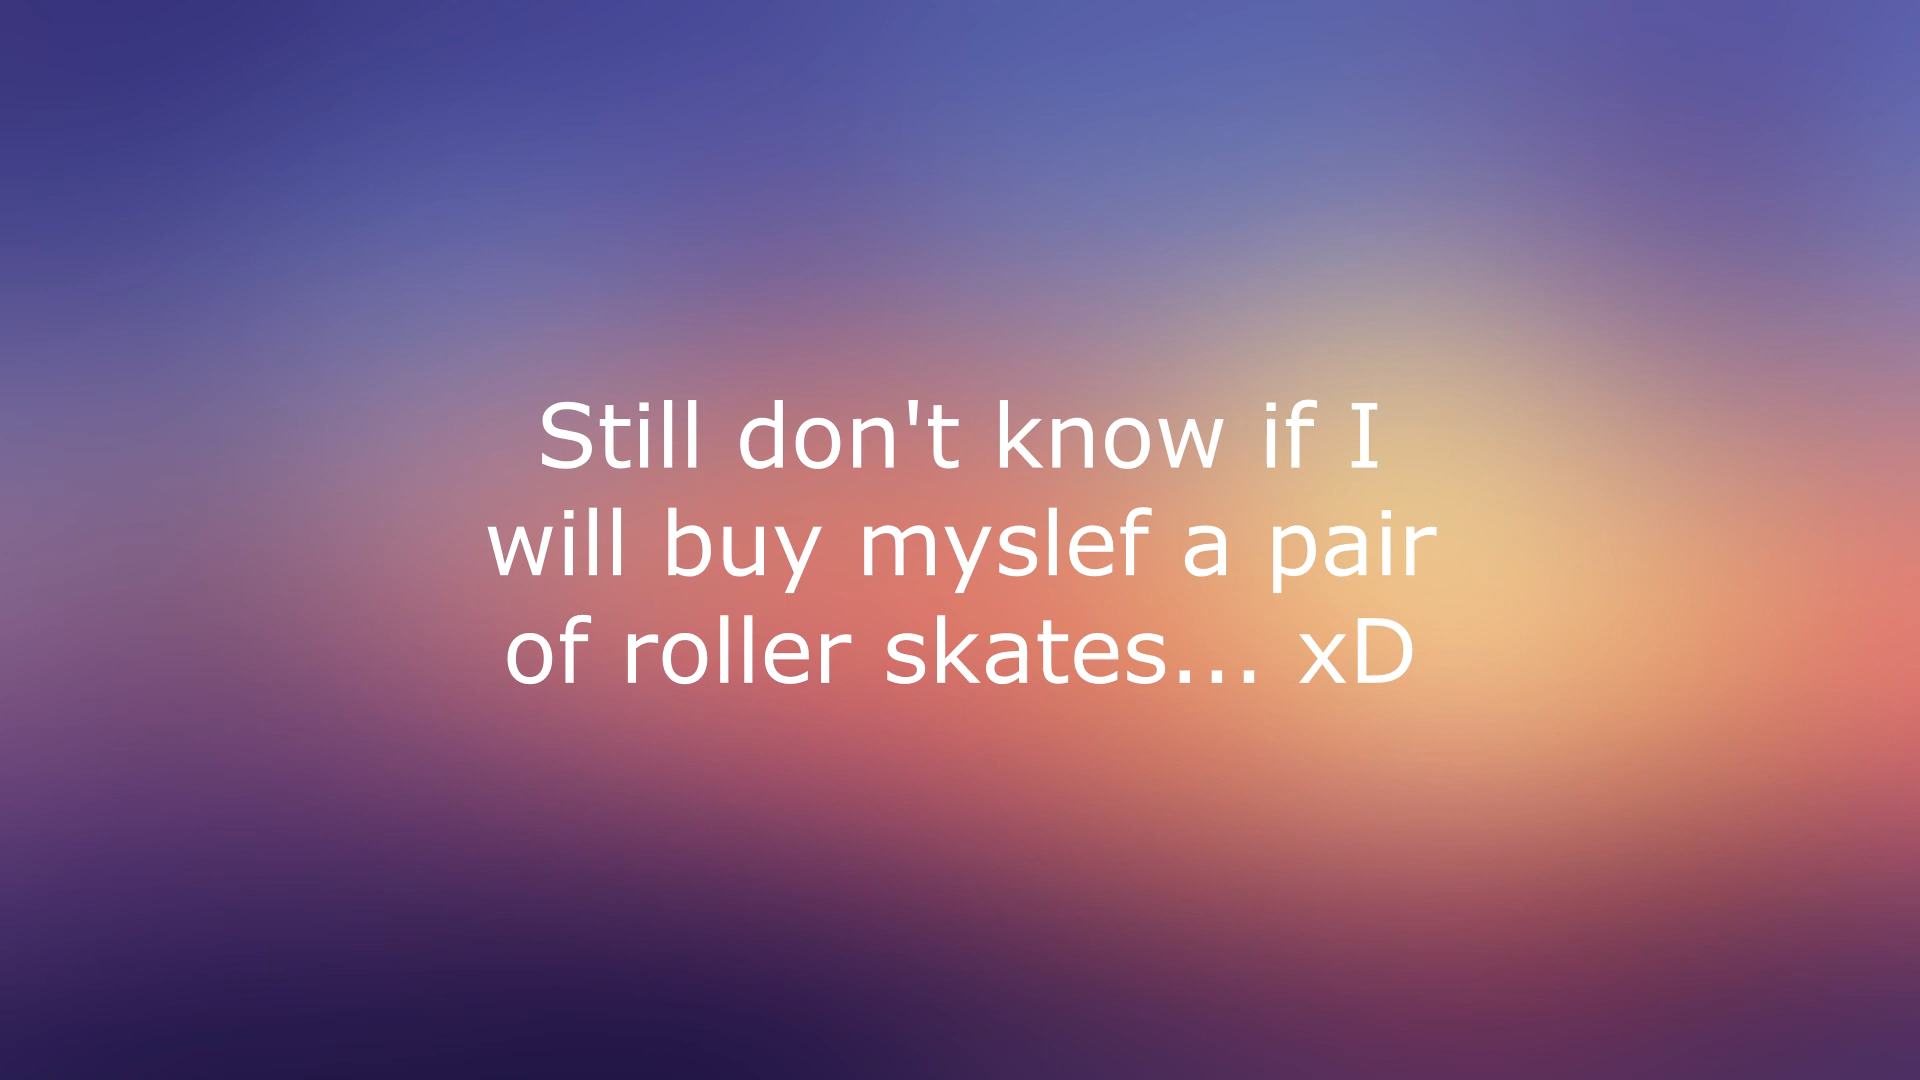 Still don't know if I
will buy myslef a pair
of roller skates... xD